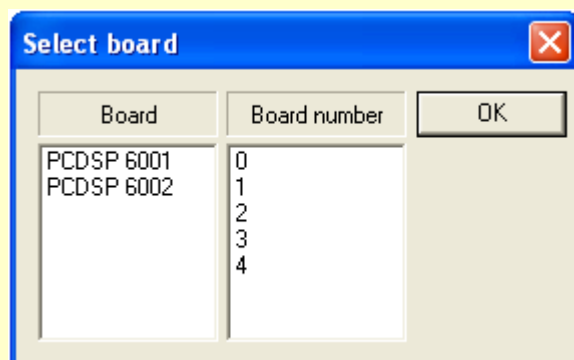 Select board
Board
Board number
OK
PCDSP 6001
PCDSP 6002
0
1
2
3
4